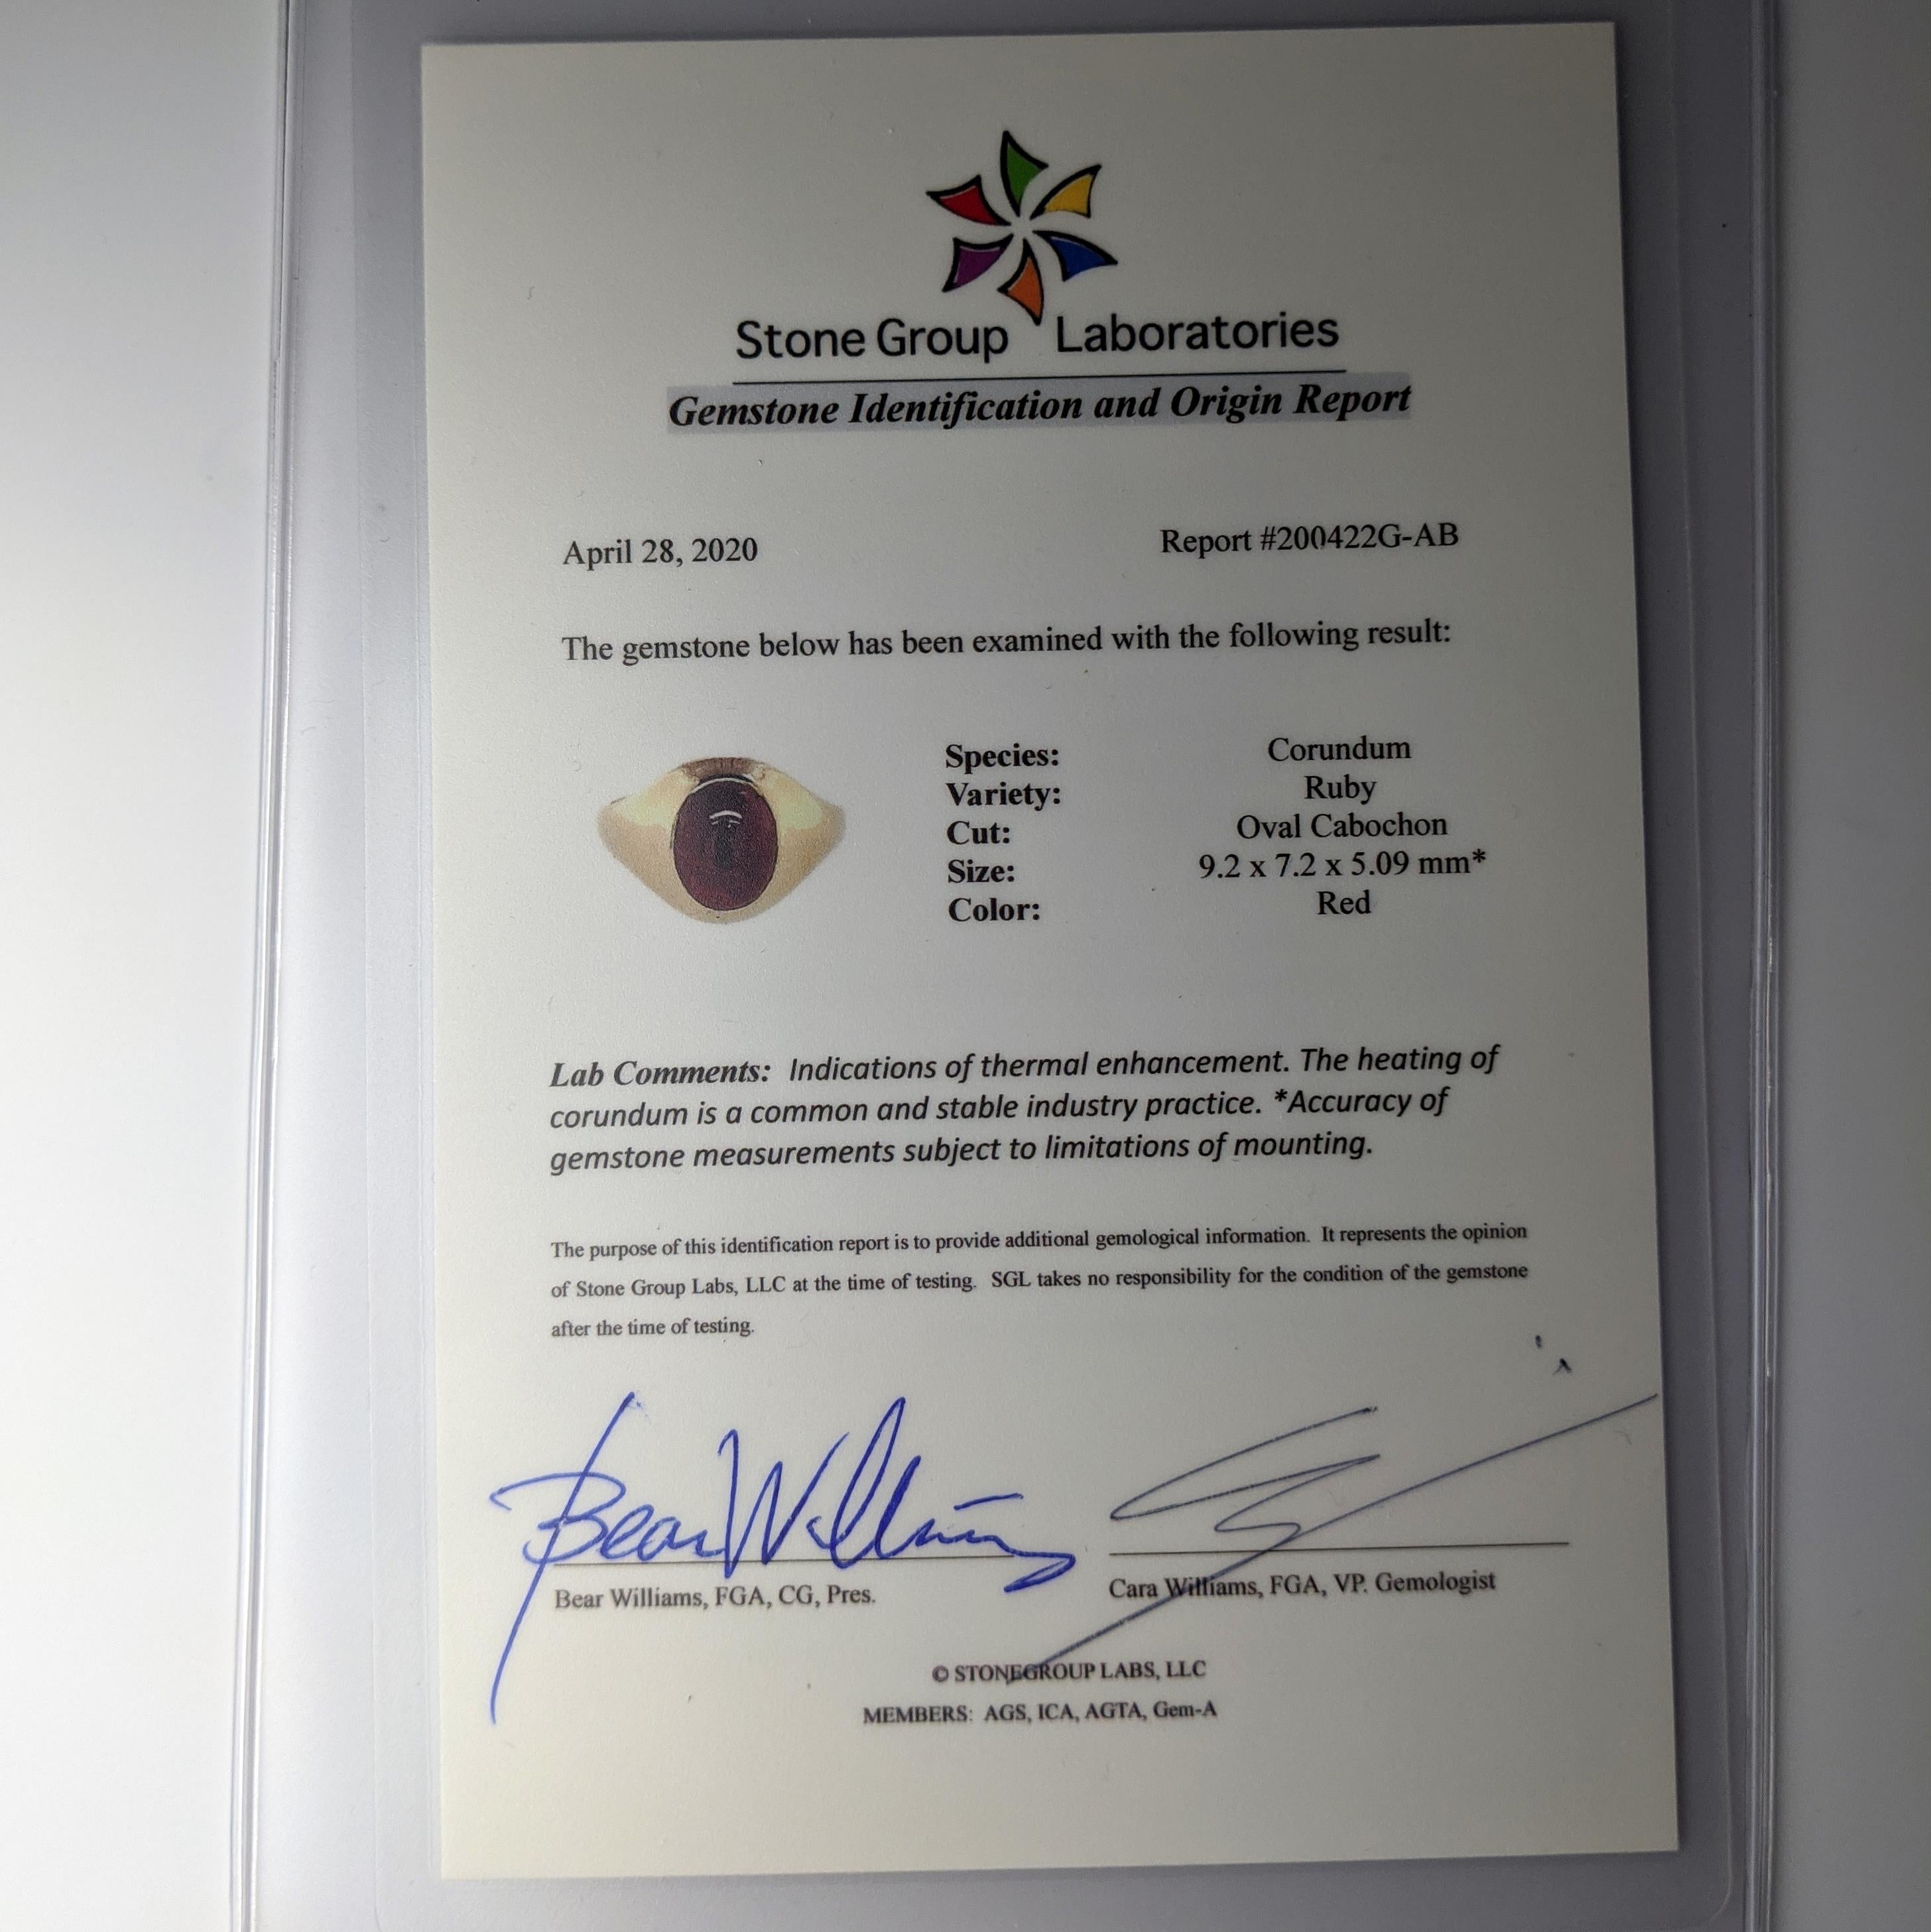 Stone Group Laboratories
Gemstone Identification and Origin Report
April 28, 2020 Report #200422G-AB
The gemstone below has been examined with the following result:
Species: Corundum
Variety: Ruby
Cut: Oval Cabochon
Size: 9.2 x 7.2 x 5.09 mm*
Color: Red
Lab Comments: Indications of thermal enhancement. The heating of
corundum is a common and stable industry practice. *Accuracy of
gemstone measurements subject to limitations of mounting.
The purpose of this identification report is to provide additional gemological information. It represents the opinion
of Stone Group Labs, LLC at the time of testing. SGL takes no responsibility for the condition of the gemstone
after the time of testing.
Bear Williams
Bear Williams, FGA, CG, Pres. Cara Williams, FGA, VP. Gemologist
© STONEGROUP LABS, LLC
MEMBERS: AGS, ICA, AGTA, Gem-A